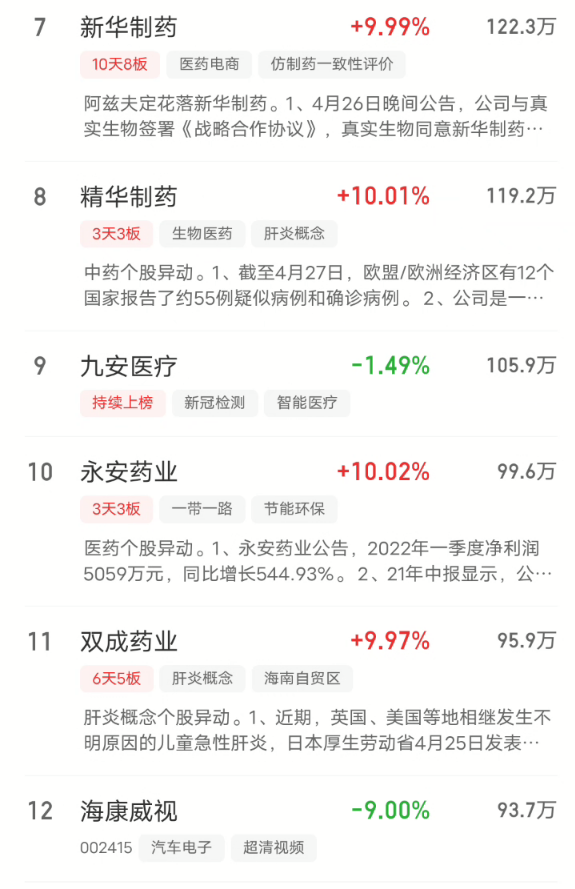 7 新华制药 +9.99% 122.3万
10天8板 医药电商 仿制药一致性评价
阿兹夫定花落新华制药。1、4月26日晚间公告，公司与真
实生物签署《战略合作协议》，真实生物同意新华制药…
8 精华制药 +10.01% 119.2万
3天3板 生物医药 肝炎概念
中药个股异动。1、截至4月27日，欧盟/欧洲经济区有12个
国家报告了约55例疑似病例和确诊病例。2、公司是一…
9 九安医疗 -1.49% 105.9万
持续上榜 新冠检测 智能医疗
10 永安药业 +10.02% 99.6万
3天3板 一带一路 节能环保
医药个股异动。1、永安药业公告，2022年一季度净利润
5059万元，同比增长544.93%。2、21年中报显示，公…
11 双成药业 +9.97% 95.9万
6天5板 肝炎概念 海南自贸区
肝炎概念个股异动。1、近期，英国、美国等地相继发生不
明原因的儿童急性肝炎，日本厚生劳动省4月25日发表…
12 海康威视 -9.00% 93.7万
002415 汽车电子 超清视频